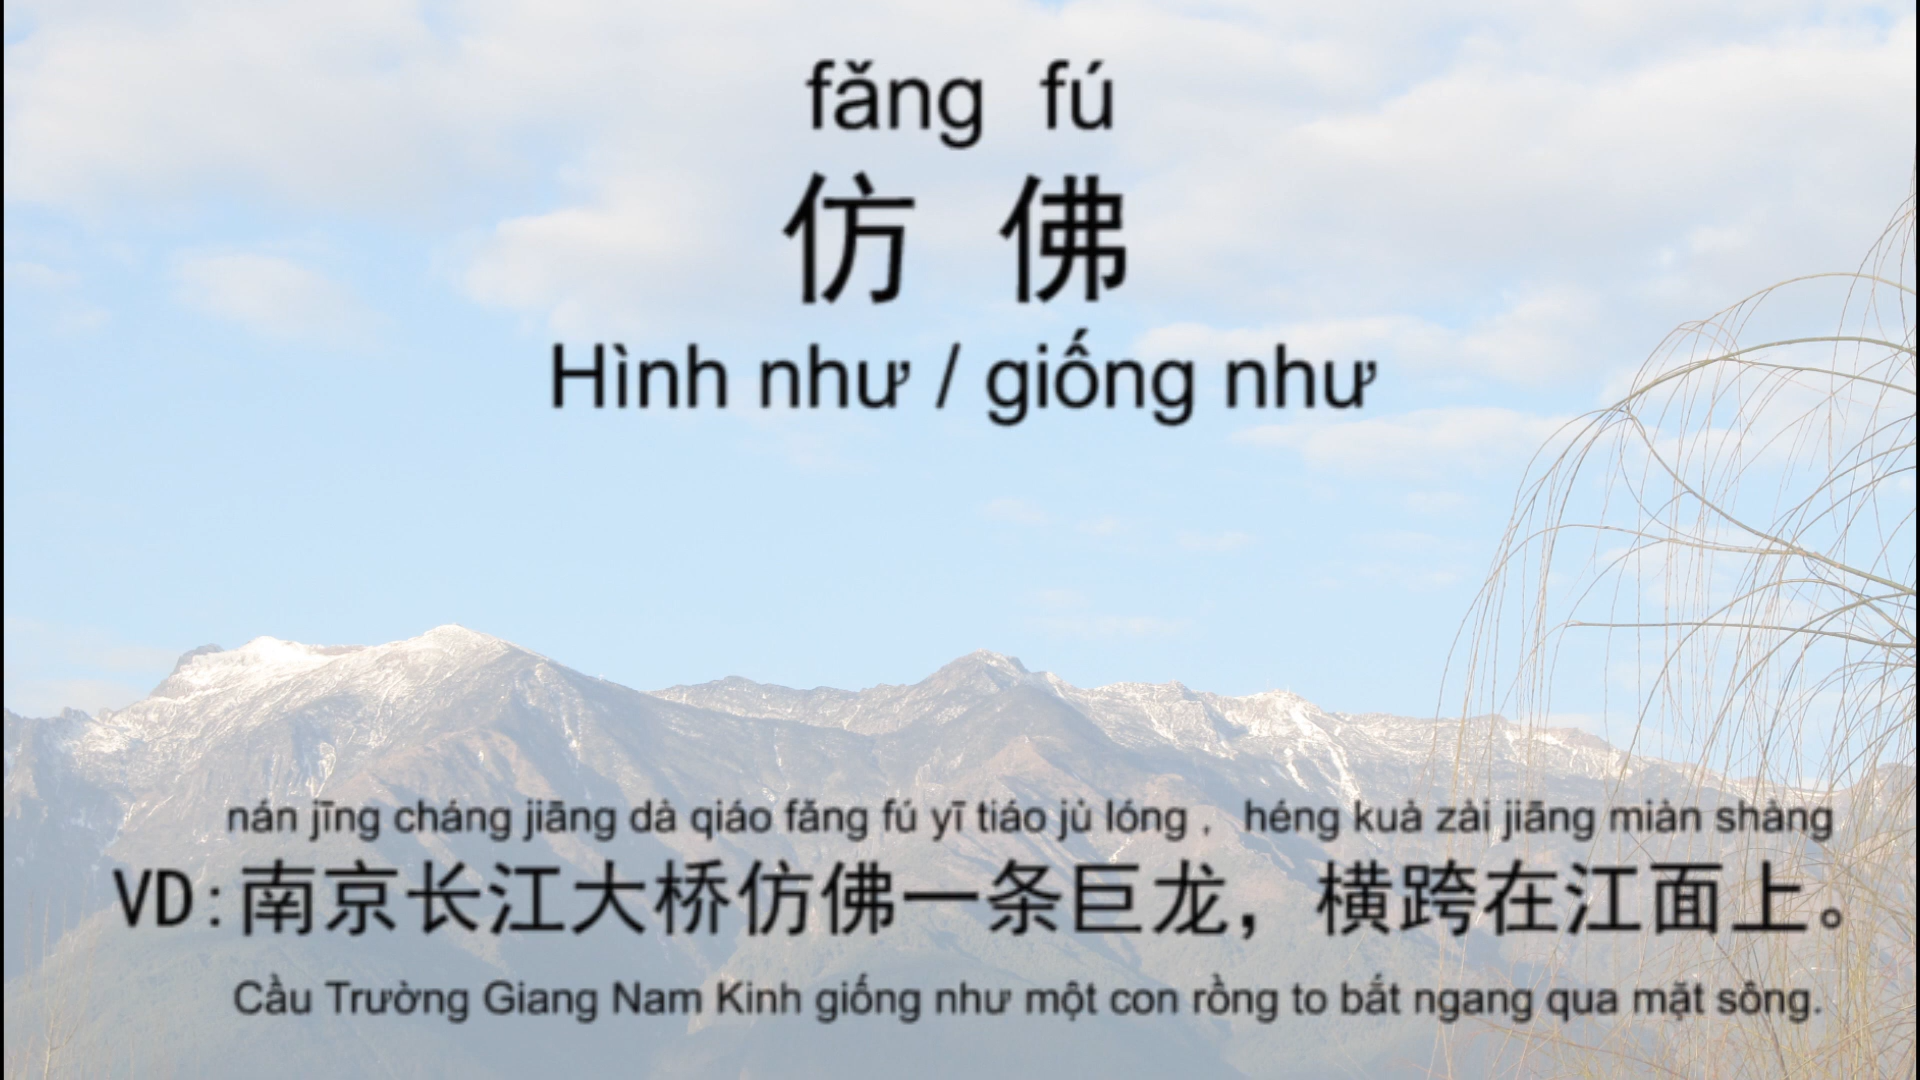 fǎng fú
仿 佛
Hình như / giống như
nán jīng cháng jiāng dà qiáo fǎng fú yī tiáo jù lóng ， héng kuà zài jiāng miàn shàng
VD:南京长江大桥仿佛一条巨龙，横跨在江面上。
Cầu Trường Giang Nam Kinh giống như một con rồng to bắt ngang qua mặt sông.